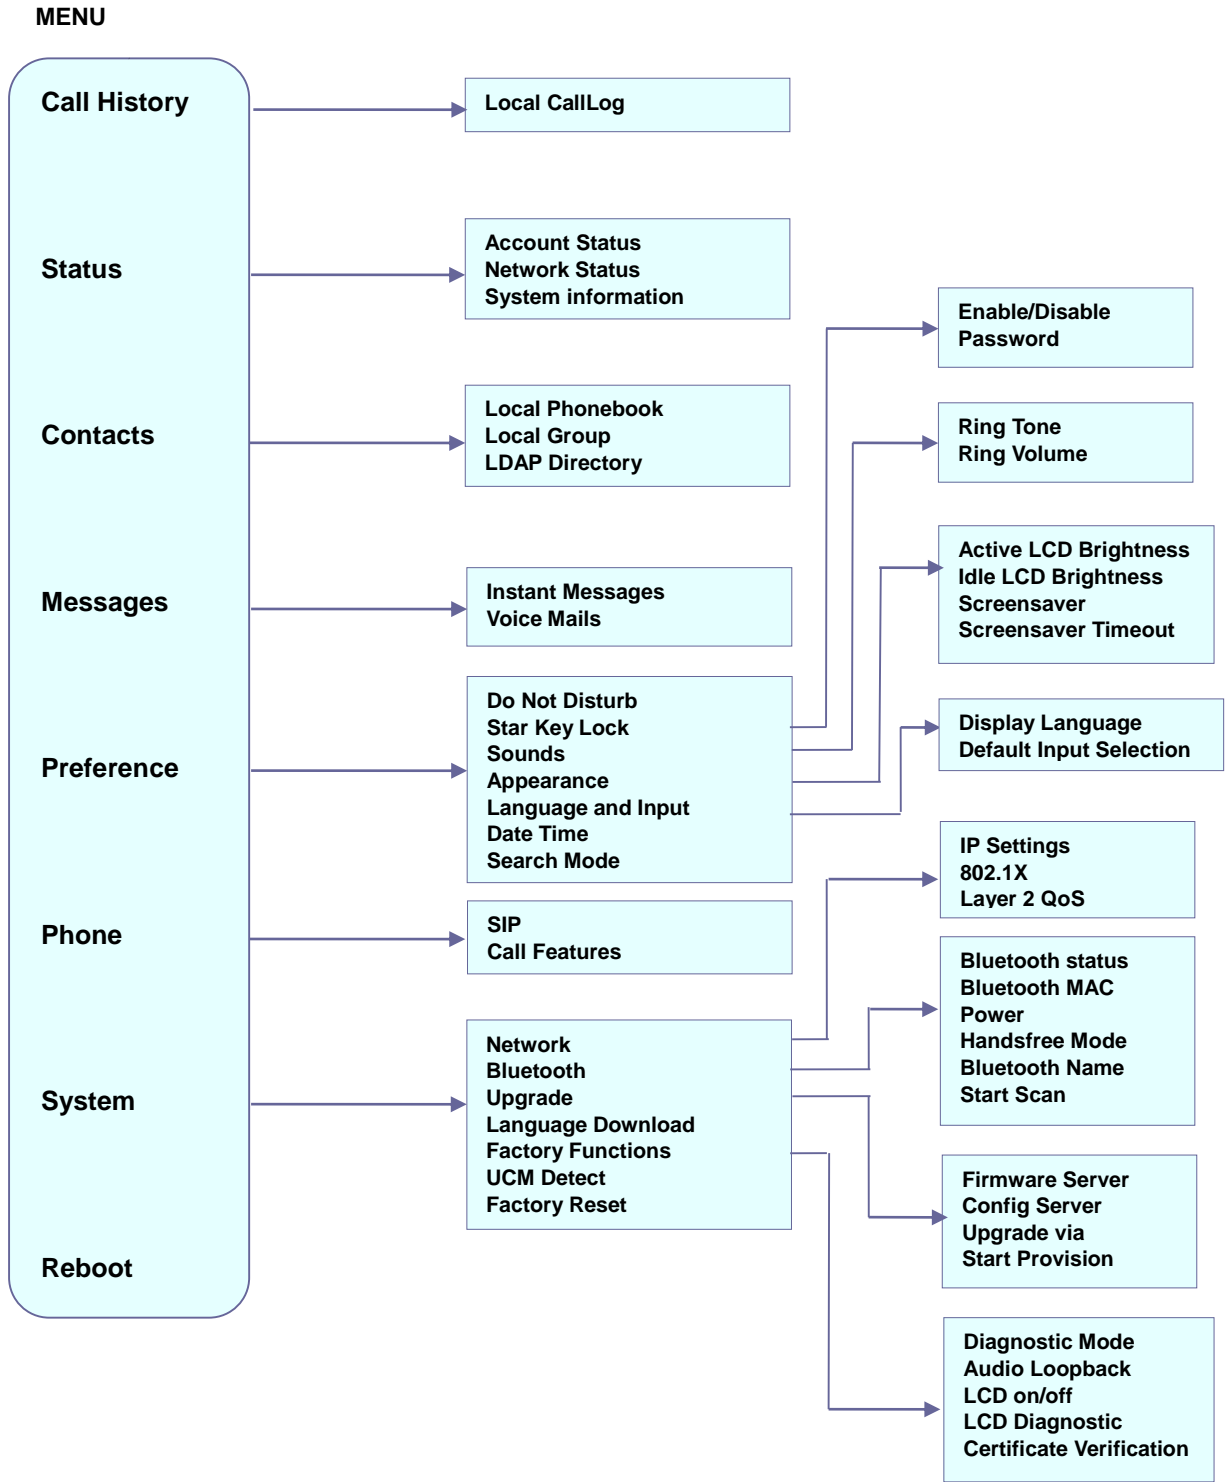 MENU
Call History
Local CallLog
Status
Account Status
Network Status
System information
Enable/Disable
Password
Contacts
Local Phonebook
Local Group
LDAP Directory
Ring Tone
Ring Volume
Messages
Instant Messages
Voice Mails
Active LCD Brightness
Idle LCD Brightness
Screensaver
Screensaver Timeout
Preference
Do Not Disturb
Star Key Lock
Sounds
Appearance
Language and Input
Date Time
Search Mode
Display Language
Default Input Selection
IP Settings
802.1X
Layer 2 QoS
Phone
SIP
Call Features
Bluetooth status
Bluetooth MAC
Power
Handsfree Mode
Bluetooth Name
Start Scan
System
Network
Bluetooth
Upgrade
Language Download
Factory Functions
UCM Detect
Factory Reset
Firmware Server
Config Server
Upgrade via
Start Provision
Reboot
Diagnostic Mode
Audio Loopback
LCD on/off
LCD Diagnostic
Certificate Verification